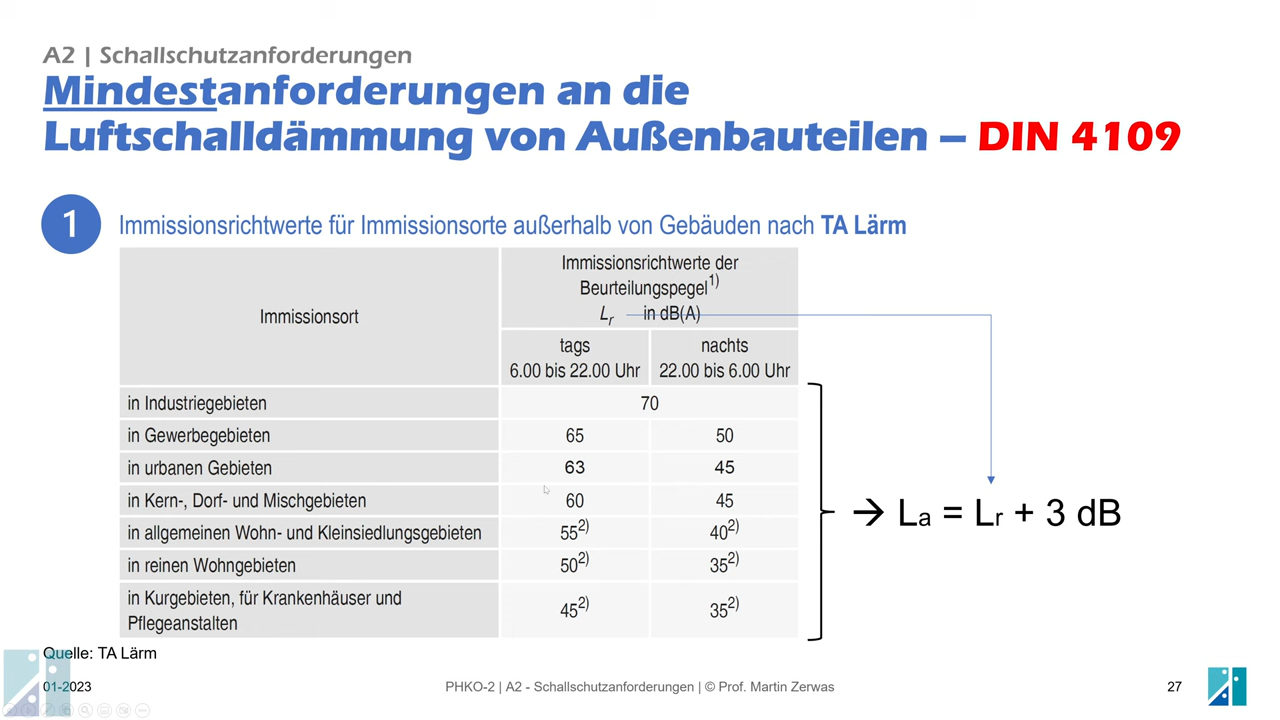 A2 | Schallschutzanforderungen
Mindestanforderungen an die
Luftschalldämmung von Außenbauteilen – DIN 4109
1 Immissionsrichtwerte für Immissionsorte außerhalb von Gebäuden nach TA Lärm
Immissionsort
Immissionsrichtwerte der
Beurteilungspegel1)
Lr in dB(A)
tags nachts
6.00 bis 22.00 Uhr 22.00 bis 6.00 Uhr
in Industriegebieten 70
in Gewerbegebieten 65 50
in urbanen Gebieten 63 45
in Kern-, Dorf- und Mischgebieten 60 45
→ La = Lr + 3 dB
in allgemeinen Wohn- und Kleinsiedlungsgebieten 552) 402)
in reinen Wohngebieten 502) 352)
in Kurgebieten, für Krankenhäuser und
Pflegeanstalten 452) 352)
Quelle: TA Lärm
01-2023 PHKO-2 | A2 - Schallschutzanforderungen | © Prof. Martin Zerwas 27